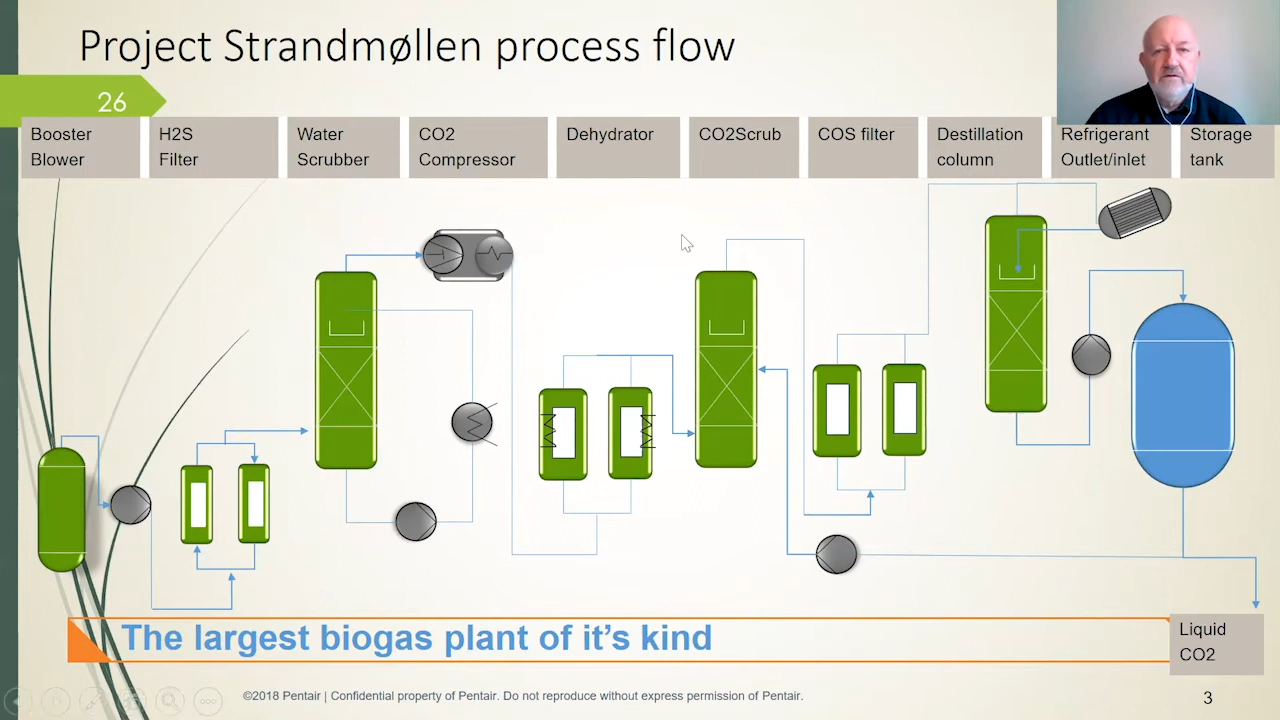 Project Strandmøllen process flow
26
Booster
Blower
H2S
Filter
Water
Scrubber
CO2
Compressor
Dehydrator
CO2Scrub
COS filter
Destillation
column
Refrigerant
Outlet/inlet
Storage
tank
The largest biogas plant of it's kind
Liquid
CO2
©2018 Pentair | Confidential property of Pentair. Do not reproduce without express permission of Pentair.
3